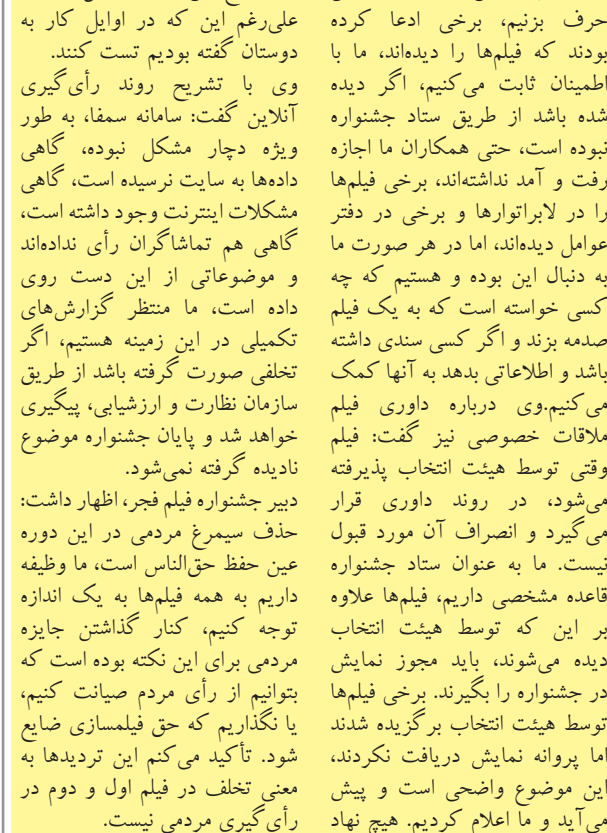 حرف بزنیم، برخی ادعا کرده
بودند که فیلم‌ها را دیده‌اند، ما با
اطمینان ثابت می‌کنیم، اگر دیده
شده باشد از طریق ستاد جشنواره
نبوده است، حتی همکاران ما اجازه
رفت و آمد نداشته‌اند، برخی فیلم‌ها
را در لابراتوارها و برخی در دفتر
عوامل دیده‌اند، اما در هر صورت ما
به دنبال این بوده و هستیم که چه
کسی خواسته است که به یک فیلم
صدمه بزند و اگر کسی سندی داشته
باشد و اطلاعاتی بدهد به آنها کمک
می‌کنیم.وی درباره داوری فیلم
ملاقات خصوصی نیز گفت: فیلم
وقتی توسط هیئت انتخاب پذیرفته
می‌شود، در روند داوری قرار
می‌گیرد و انصراف آن مورد قبول
نیست. ما به عنوان ستاد جشنواره
قاعده مشخصی داریم، فیلم‌ها علاوه
بر این که توسط هیئت انتخاب
دیده می‌شوند، باید مجوز نمایش
در جشنواره را بگیرند. برخی فیلم‌ها
توسط هیئت انتخاب برگزیده شدند
اما پروانه نمایش دریافت نکردند،
این موضوع واضحی است و پیش
می‌آید و ما اعلام کردیم. هیچ نهاد
علی‌رغم این که در اوایل کار به
دوستان گفته بودیم تست کنند.
وی با تشریح روند رأی‌گیری
آنلاین گفت: سامانه سمفا، به طور
ویژه دچار مشکل نبوده، گاهی
داده‌ها به سایت نرسیده است، گاهی
مشکلات اینترنت وجود داشته است،
گاهی هم تماشاگران رأی نداده‌اند
و موضوعاتی از این دست روی
داده است، ما منتظر گزارش‌های
تکمیلی در این زمینه هستیم، اگر
تخلفی صورت گرفته باشد از طریق
سازمان نظارت و ارزشیابی، پیگیری
خواهد شد و پایان جشنواره موضوع
نادیده گرفته نمی‌شود.
دبیر جشنواره فیلم فجر، اظهار داشت:
حذف سیمرغ مردمی در این دوره
عین حفظ حق‌الناس است، ما وظیفه
داریم به همه فیلم‌ها به یک اندازه
توجه کنیم، کنار گذاشتن جایزه
مردمی برای این نکته بوده است که
بتوانیم از رأی مردم صیانت کنیم،
یا نگذاریم که حق فیلمسازی ضایع
شود. تأکید می‌کنم این تردیدها به
معنی تخلف در فیلم اول و دوم در
رأی‌گیری مردمی نیست.